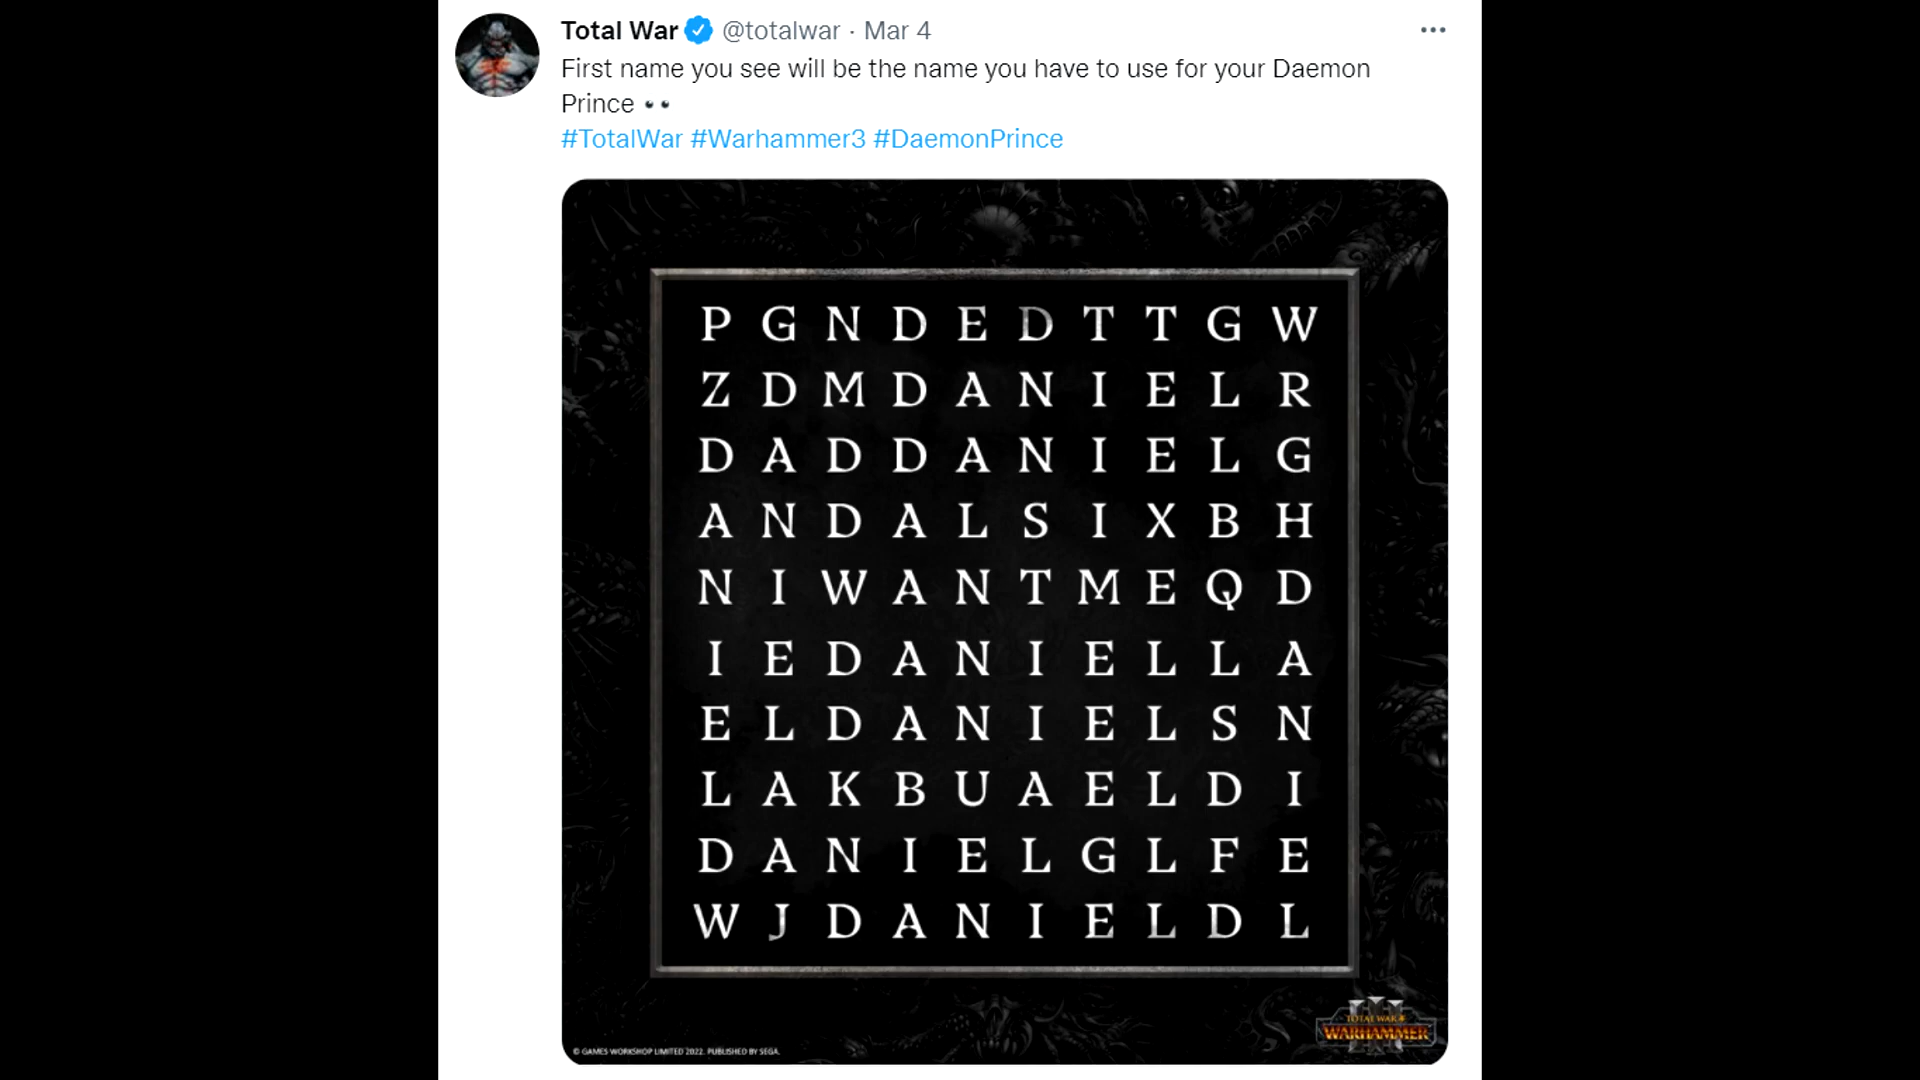 Total War @totalwar · Mar 4
First name you see will be the name you have to use for your Daemon
Prince 👀
#TotalWar #Warhammer3 #DaemonPrince
P G N D E D T T G W
Z D M D A N I E L R
D A D D A N I E L G
A N D A L S I X B H
N I W A N T M E Q D
I E D A N I E L L A
E L D A N I E L S N
L A K B U A E L D I
D A N I E L G L F E
W J D A N I E L D L
TOTAL WAR
WARHAMMER
III
© GAMES WORKSHOP LIMITED 2022. PUBLISHED BY SEGA.